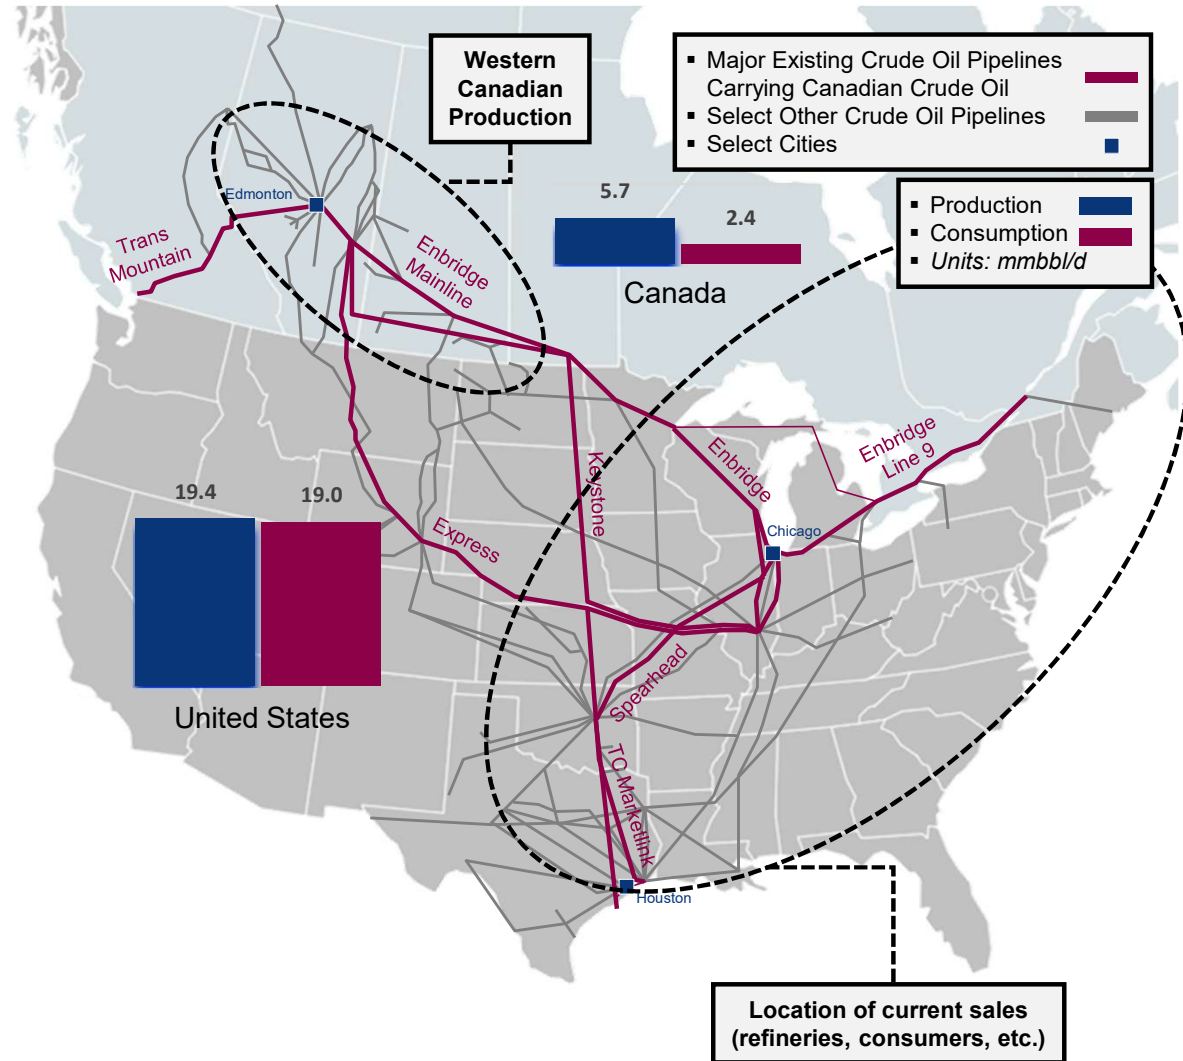 Western
Canadian
Production
▪ Major Existing Crude Oil Pipelines
Carrying Canadian Crude Oil
▪ Select Other Crude Oil Pipelines
▪ Select Cities
▪ Production
▪ Consumption
▪ Units: mmbbl/d
5.7
2.4
Canada
Edmonton
Trans
Mountain
Enbridge
Mainline
Keystone
Enbridge
Enbridge
Line 9
Chicago
Express
19.4
19.0
United States
Spearhead
TC Marketlink
Houston
Location of current sales
(refineries, consumers, etc.)